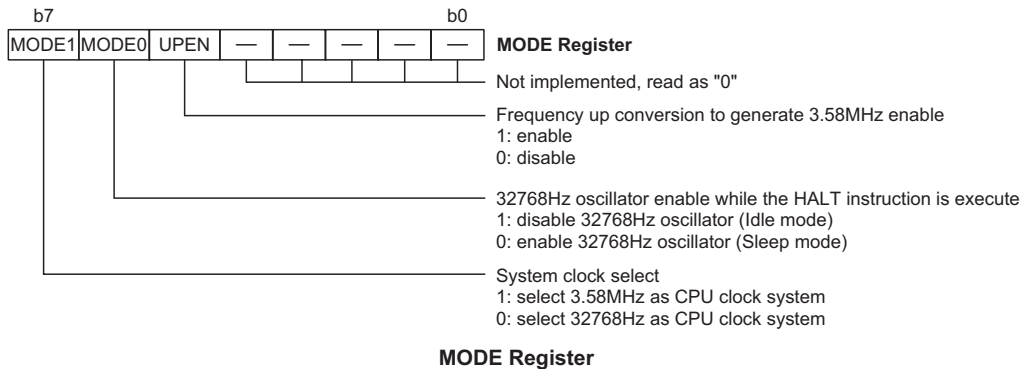 b7 b0
MODE1 MODE0 UPEN — — — — — MODE Register
Not implemented, read as "0"
Frequency up conversion to generate 3.58MHz enable
1: enable
0: disable
32768Hz oscillator enable while the HALT instruction is execute
1: disable 32768Hz oscillator (Idle mode)
0: enable 32768Hz oscillator (Sleep mode)
System clock select
1: select 3.58MHz as CPU clock system
0: select 32768Hz as CPU clock system
MODE Register